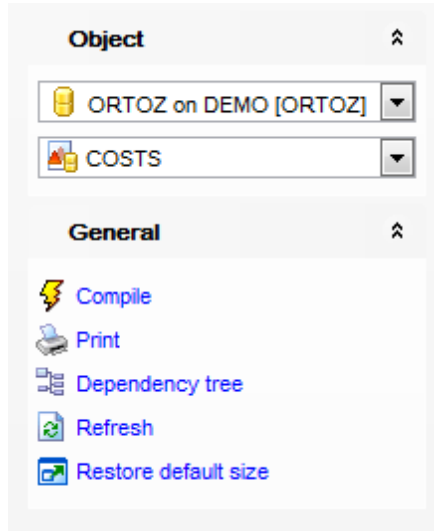 Object
ORTOZ on DEMO [ORTOZ]
COSTS
General
Compile
Print
Dependency tree
Refresh
Restore default size